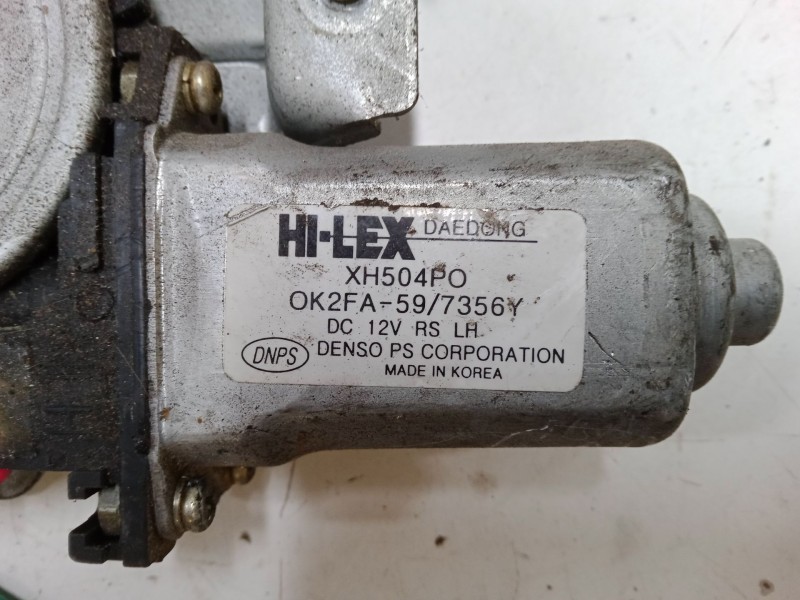 HI-LEX DAEDONG
XH504PO
OK2FA-59/7356Y
DC 12V RS LH
DNPS DENSO PS CORPORATION
MADE IN KOREA